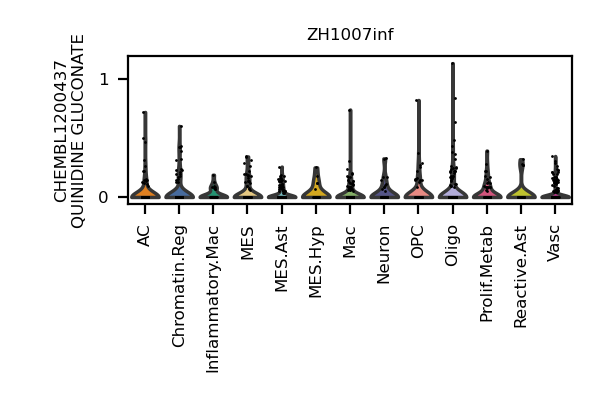 ZH1007inf
CHEMBL1200437
QUINIDINE GLUCONATE
1
0
AC
Chromatin.Reg
Inflammatory.Mac
MES
MES.Ast
MES.Hyp
Mac
Neuron
OPC
Oligo
Prolif.Metab
Reactive.Ast
Vasc